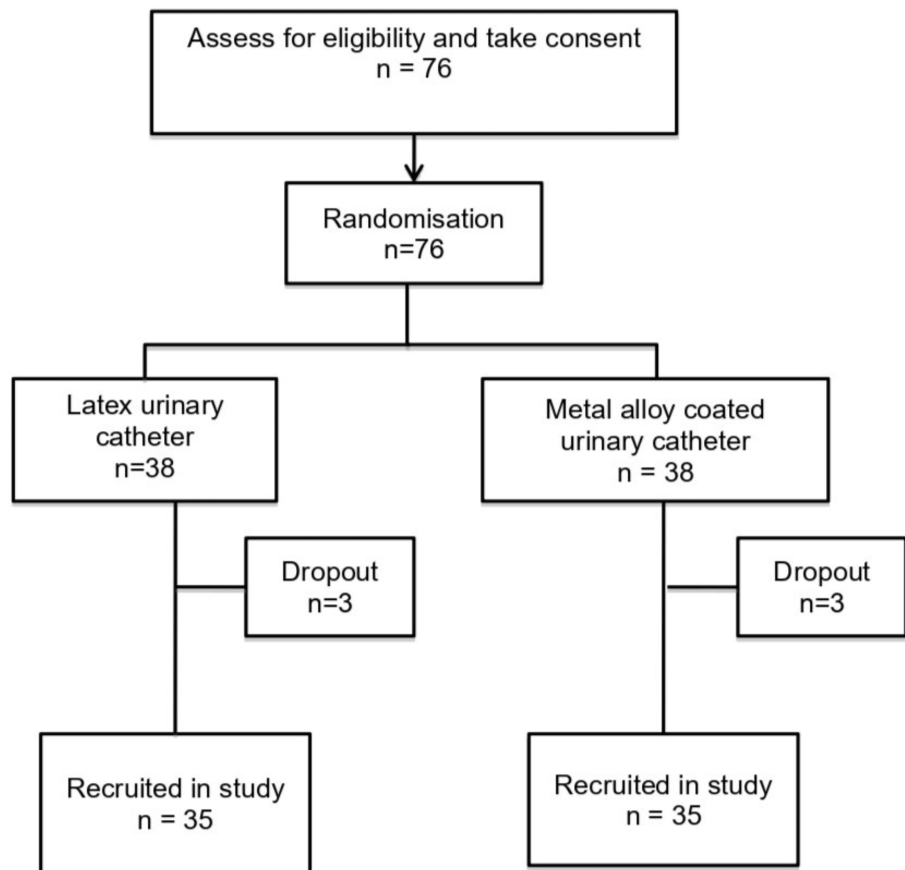 Assess for eligibility and take consent
n = 76
Randomisation
n=76
Latex urinary
catheter
n=38
Metal alloy coated
urinary catheter
n = 38
Dropout
n=3
Dropout
n=3
Recruited in study
n = 35
Recruited in study
n = 35